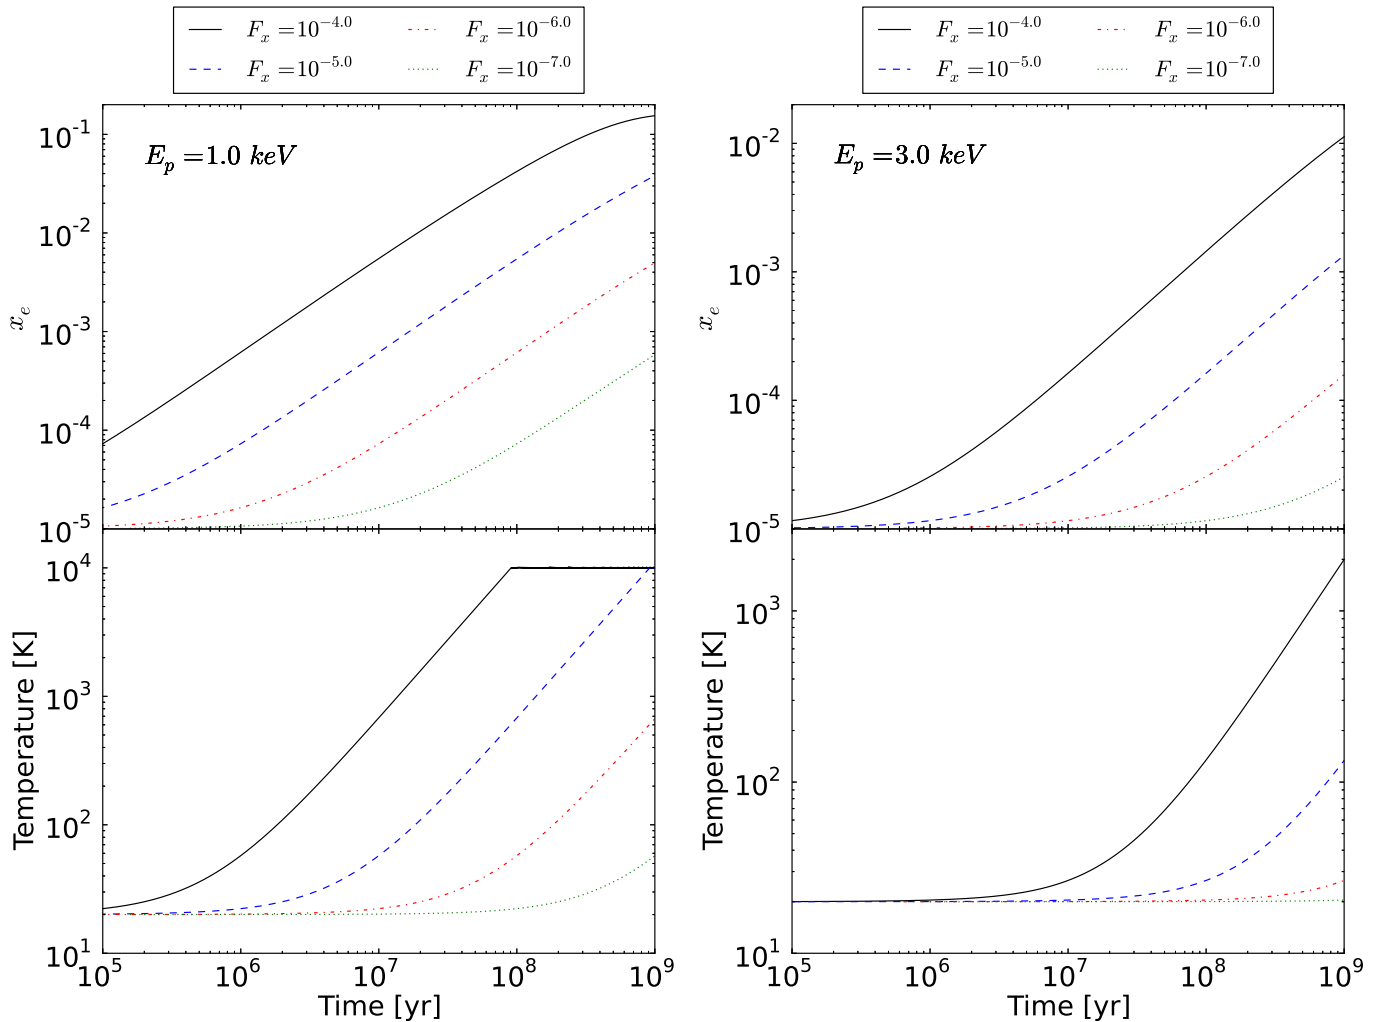 F_x = 10^{-4.0}
F_x = 10^{-6.0}
F_x = 10^{-5.0}
F_x = 10^{-7.0}
E_p = 1.0 keV
10^{-1}
10^{-2}
10^{-3}
10^{-4}
10^{-5}
x_e
10^4
10^3
10^2
10^1
Temperature [K]
10^5 10^6 10^7 10^8 10^9
Time [yr]
F_x = 10^{-4.0}
F_x = 10^{-6.0}
F_x = 10^{-5.0}
F_x = 10^{-7.0}
E_p = 3.0 keV
10^{-2}
10^{-3}
10^{-4}
10^{-5}
x_e
10^3
10^2
10^1
Temperature [K]
10^5 10^6 10^7 10^8 10^9
Time [yr]